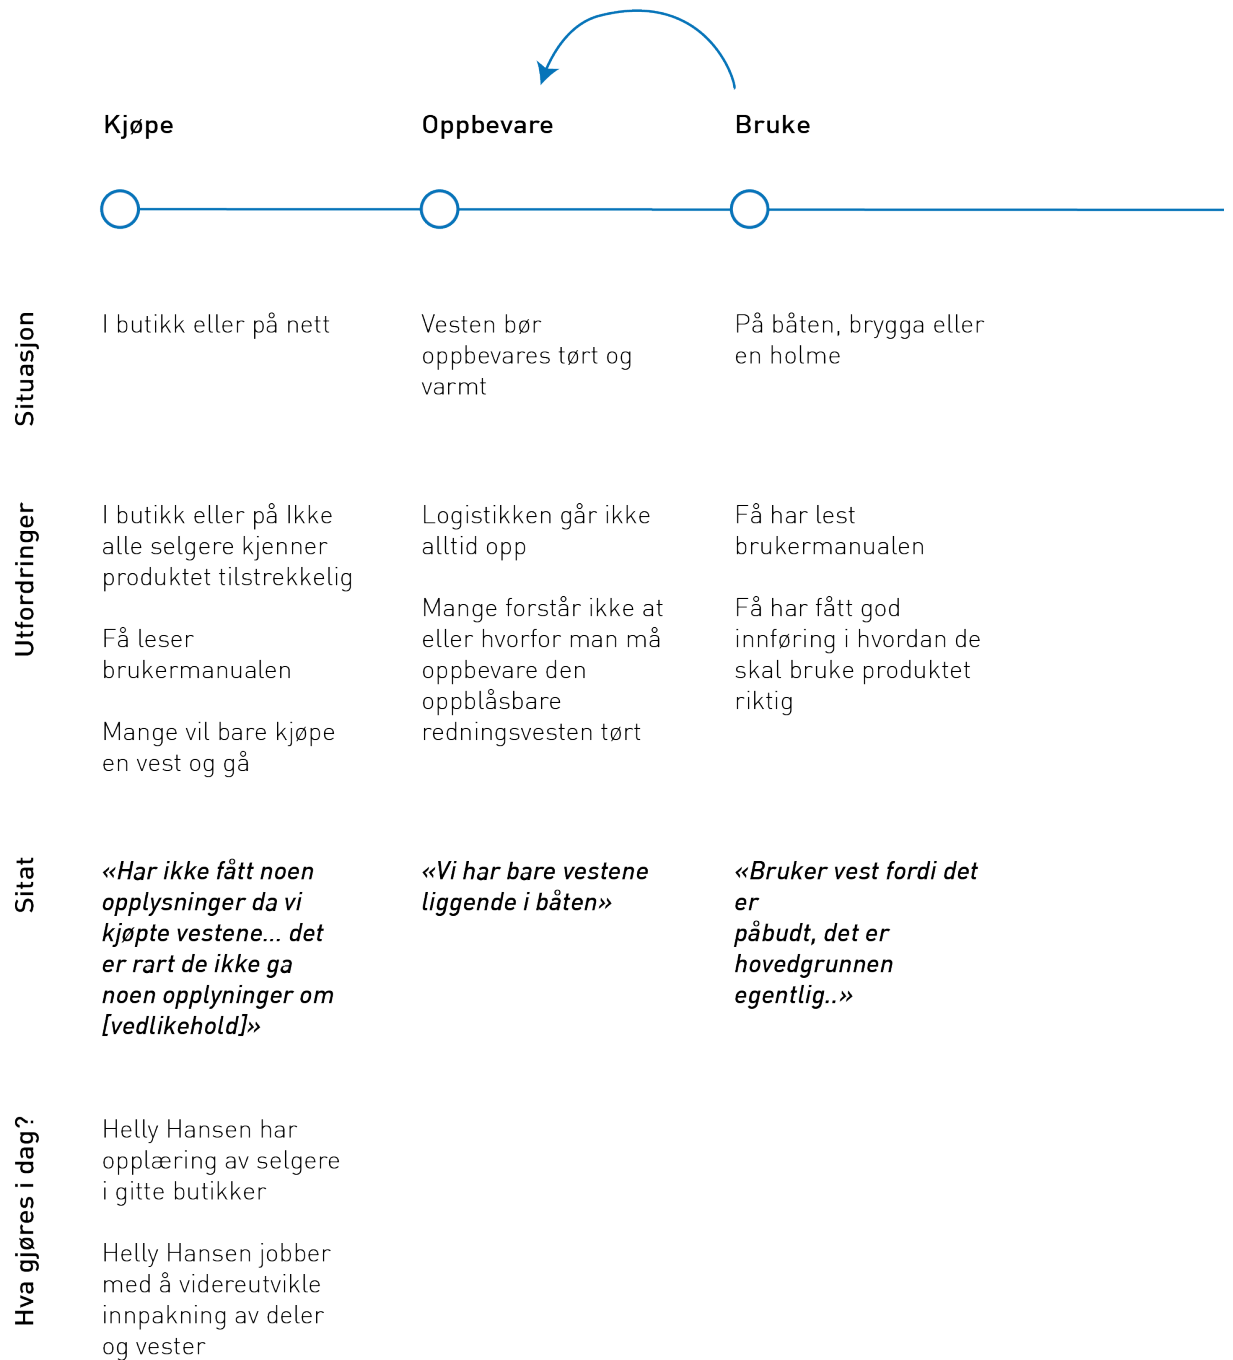 Kjøpe
Oppbevare
Bruke
Situasjon
I butikk eller på nett
Vesten bør
oppbevares tørt og
varmt
På båten, brygga eller
en holme
Utfordringer
I butikk eller på Ikke
alle selgere kjenner
produktet tilstrekkelig
Få leser
brukermanualen
Mange vil bare kjøpe
en vest og gå
Logistikken går ikke
alltid opp
Mange forstår ikke at
eller hvorfor man må
oppbevare den
oppblåsbare
redningsvesten tørt
Få har lest
brukermanualen
Få har fått god
innføring i hvordan de
skal bruke produktet
riktig
Sitat
«Har ikke fått noen
opplysninger da vi
kjøpte vestene... det
er rart de ikke ga
noen opplyninger om
[vedlikehold]»
«Vi har bare vestene
liggende i båten»
«Bruker vest fordi det
er
påbudt, det er
hovedgrunnen
egentlig..»
Hva gjøres i dag?
Helly Hansen har
opplæring av selgere
i gitte butikker
Helly Hansen jobber
med å videreutvikle
innpakning av deler
og vester